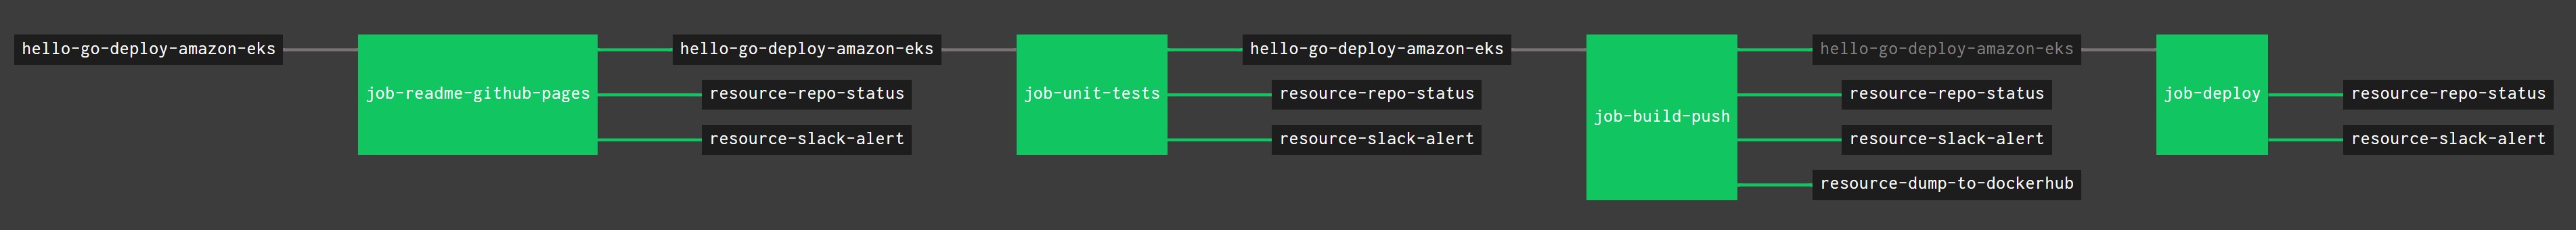 hello-go-deploy-amazon-eks
job-readme-github-pages
hello-go-deploy-amazon-eks
resource-repo-status
resource-slack-alert
job-unit-tests
hello-go-deploy-amazon-eks
resource-repo-status
resource-slack-alert
job-build-push
hello-go-deploy-amazon-eks
resource-repo-status
resource-slack-alert
resource-dump-to-dockerhub
job-deploy
resource-repo-status
resource-slack-alert